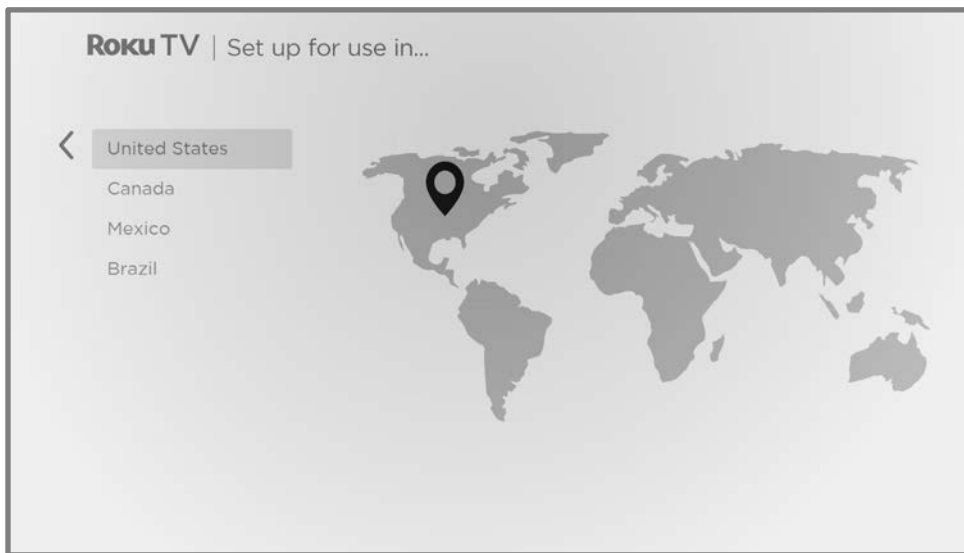 Roku TV | Set up for use in...
United States
Canada
Mexico
Brazil